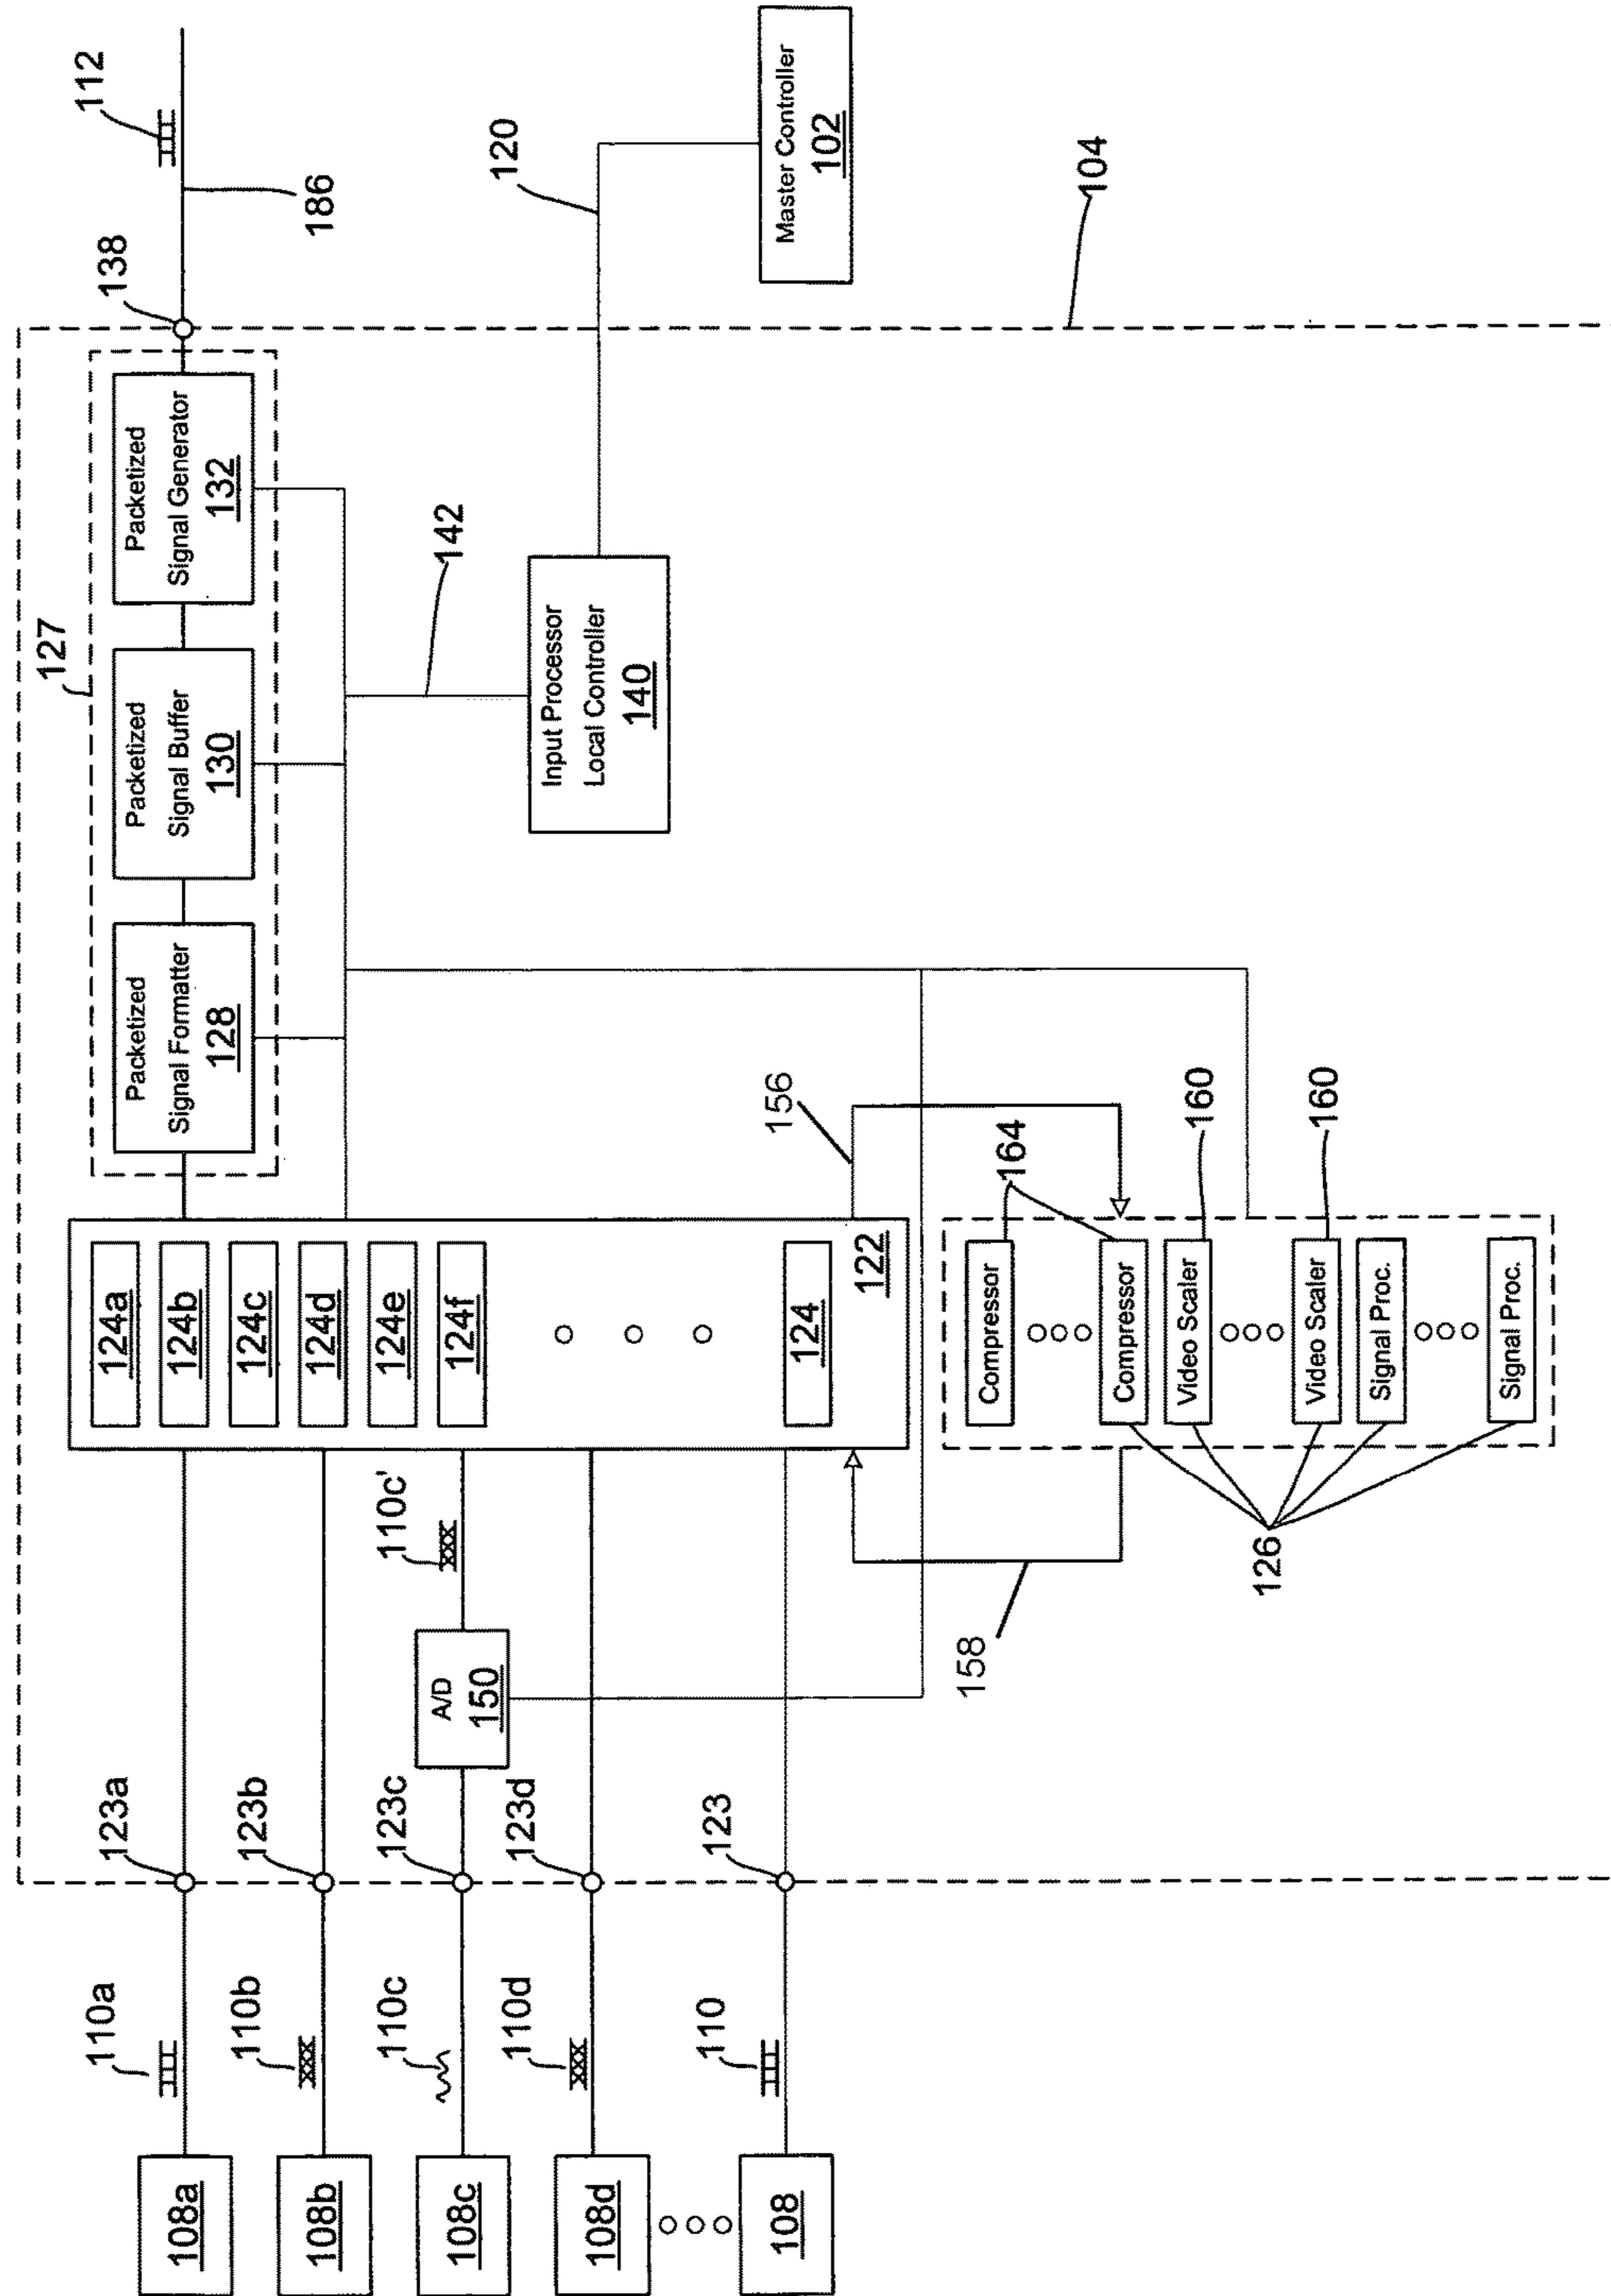 108a
108b
108c
108d
108
110a
110b
110c
110d
110
123a
123b
123c
123d
123
A/D
150
110c'
158
124a
124b
124c
124d
124e
124f
124
122
126
Compressor
Compressor
Video Scaler
Video Scaler
Signal Proc.
Signal Proc.
164
160
160
156
127
Packetized
Signal Formatter
128
Packetized
Signal Buffer
130
Packetized
Signal Generator
132
142
Input Processor
Local Controller
140
138
186
112
120
Master Controller
102
104